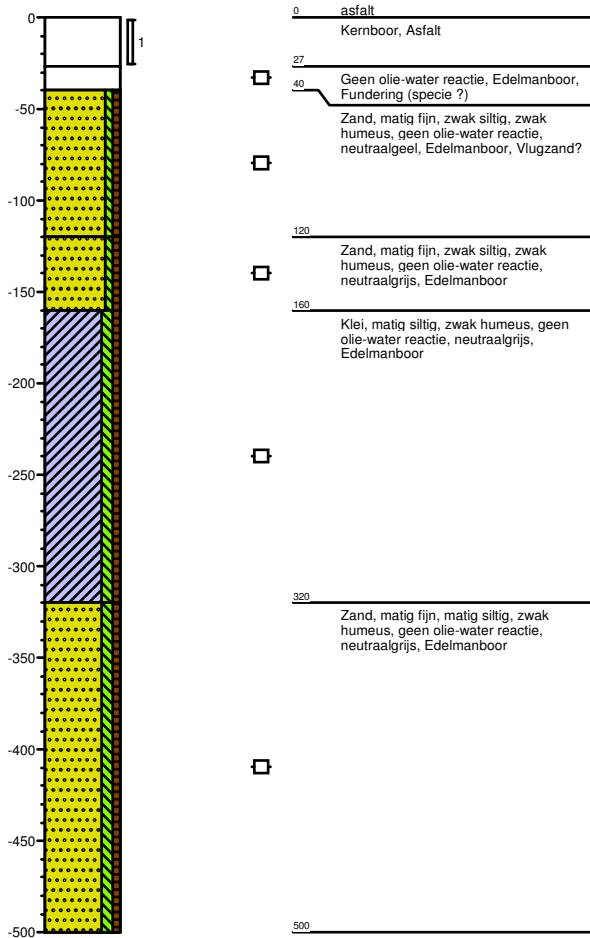 0
-50
-100
-150
-200
-250
-300
-350
-400
-450
-500
1
0 asfalt
Kernboor, Asfalt
27
Geen olie-water reactie, Edelmanboor,
Fundering (specie ?)
40
Zand, matig fijn, zwak siltig, zwak
humeus, geen olie-water reactie,
neutraalgeel, Edelmanboor, Vlugzand?
120
Zand, matig fijn, zwak siltig, zwak
humeus, geen olie-water reactie,
neutraalgrijs, Edelmanboor
160
Klei, matig siltig, zwak humeus, geen
olie-water reactie, neutraalgrijs,
Edelmanboor
320
Zand, matig fijn, matig siltig, zwak
humeus, geen olie-water reactie,
neutraalgrijs, Edelmanboor
500